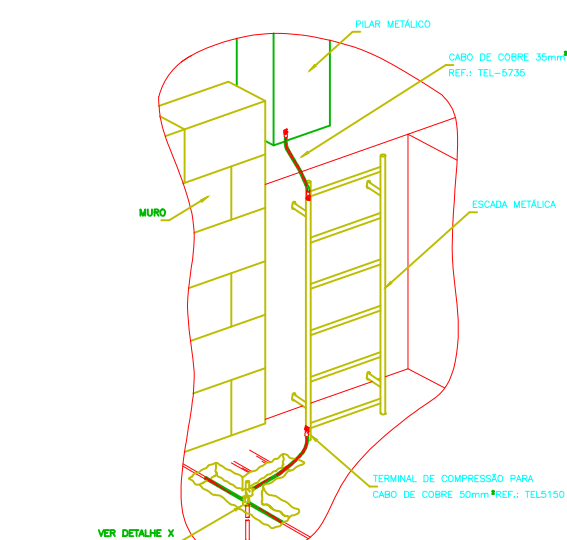 PILAR METÁLICO
CABO DE COBRE 35mm²
REF.: TEL-5735
MURO
ESCADA METÁLICA
TERMINAL DE COMPRESSÃO PARA
CABO DE COBRE 50mm² REF.: TEL5150
VER DETALHE X